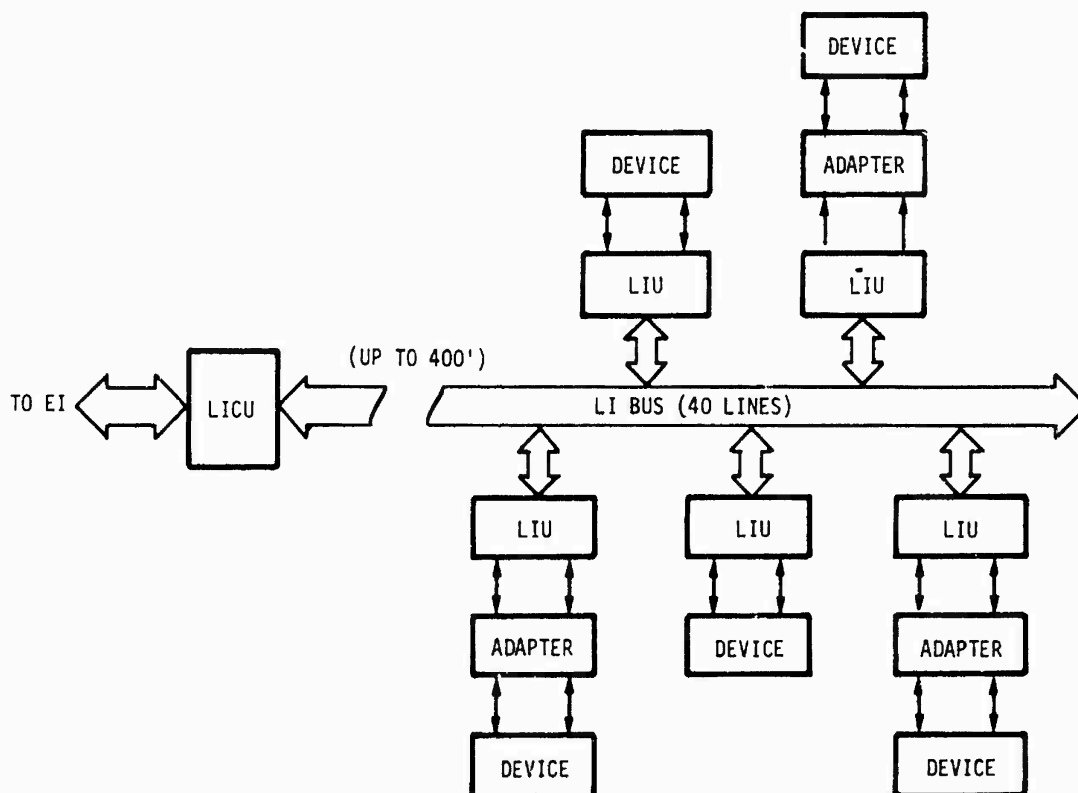 DEVICE
DEVICE
ADAPTER
LIU
LIU
(UP TO 400')
TO EI
LICU
LI BUS (40 LINES)
LIU
LIU
LIU
ADAPTER
DEVICE
ADAPTER
DEVICE
DEVICE